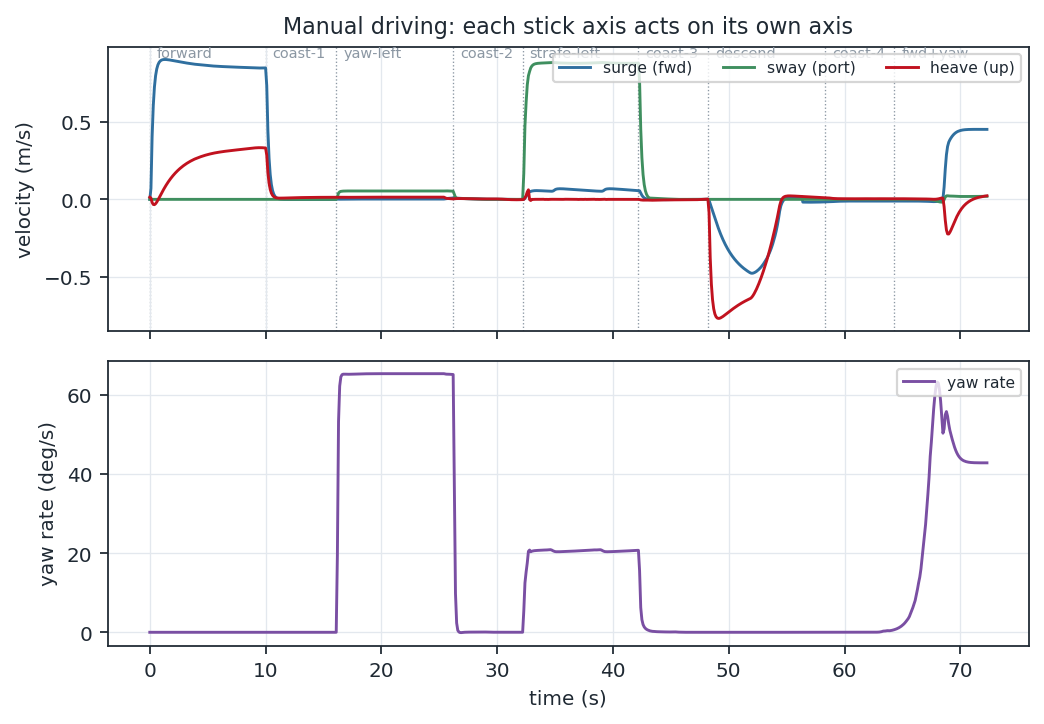 Manual driving: each stick axis acts on its own axis
forward coast-1 yaw-left coast-2 strafe-left coast-3 descend coast-4 fwd+yaw
surge (fwd) sway (port) heave (up)
velocity (m/s)
0.5
0.0
−0.5
yaw rate
yaw rate (deg/s)
60
40
20
0
0 10 20 30 40 50 60 70
time (s)